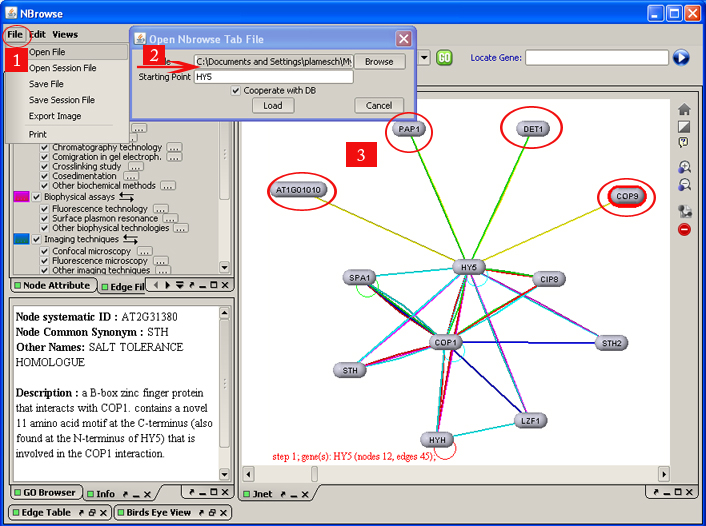 NBrowse
File Edit Views
1
Open File
Open Session File
Save File
Save Session File
Export Image
Print
Open Nbrowse Tab File
2
C:\Documents and Settings\plamesch\My
Browse
Starting Point HY5
Cooperate with DB
Load Cancel
GO
Locate Gene:
Chromatography technology ...
Comigration in gel electroph. ...
Crosslinking study ...
Cosedimentation ...
Other biochemical methods ...
Biophysical assays
Fluorescence technology ...
Surface plasmon resonance ...
Other biophysical technologies ...
Imaging techniques
Confocal microscopy ...
Fluorescence microscopy ...
Other imaging techniques ...
Node Attribute Edge Fil
Node systematic ID : AT2G31380
Node Common Synonym : STH
Other Names: SALT TOLERANCE
HOMOLOGUE
Description : a B-box zinc finger protein
that interacts with COP1. contains a novel
11 amino acid motif at the C-terminus (also
found at the N-terminus of HY5) that is
involved in the COP1 interaction.
GO Browser Info
Edge Table Birds Eye View
3
PAP1
DET1
AT1G01010
COP9
HY5
SPA1
CIP8
COP1
STH2
STH
LZF1
HYH
step 1; gene(s): HY5 (nodes 12, edges 45);
Jnet